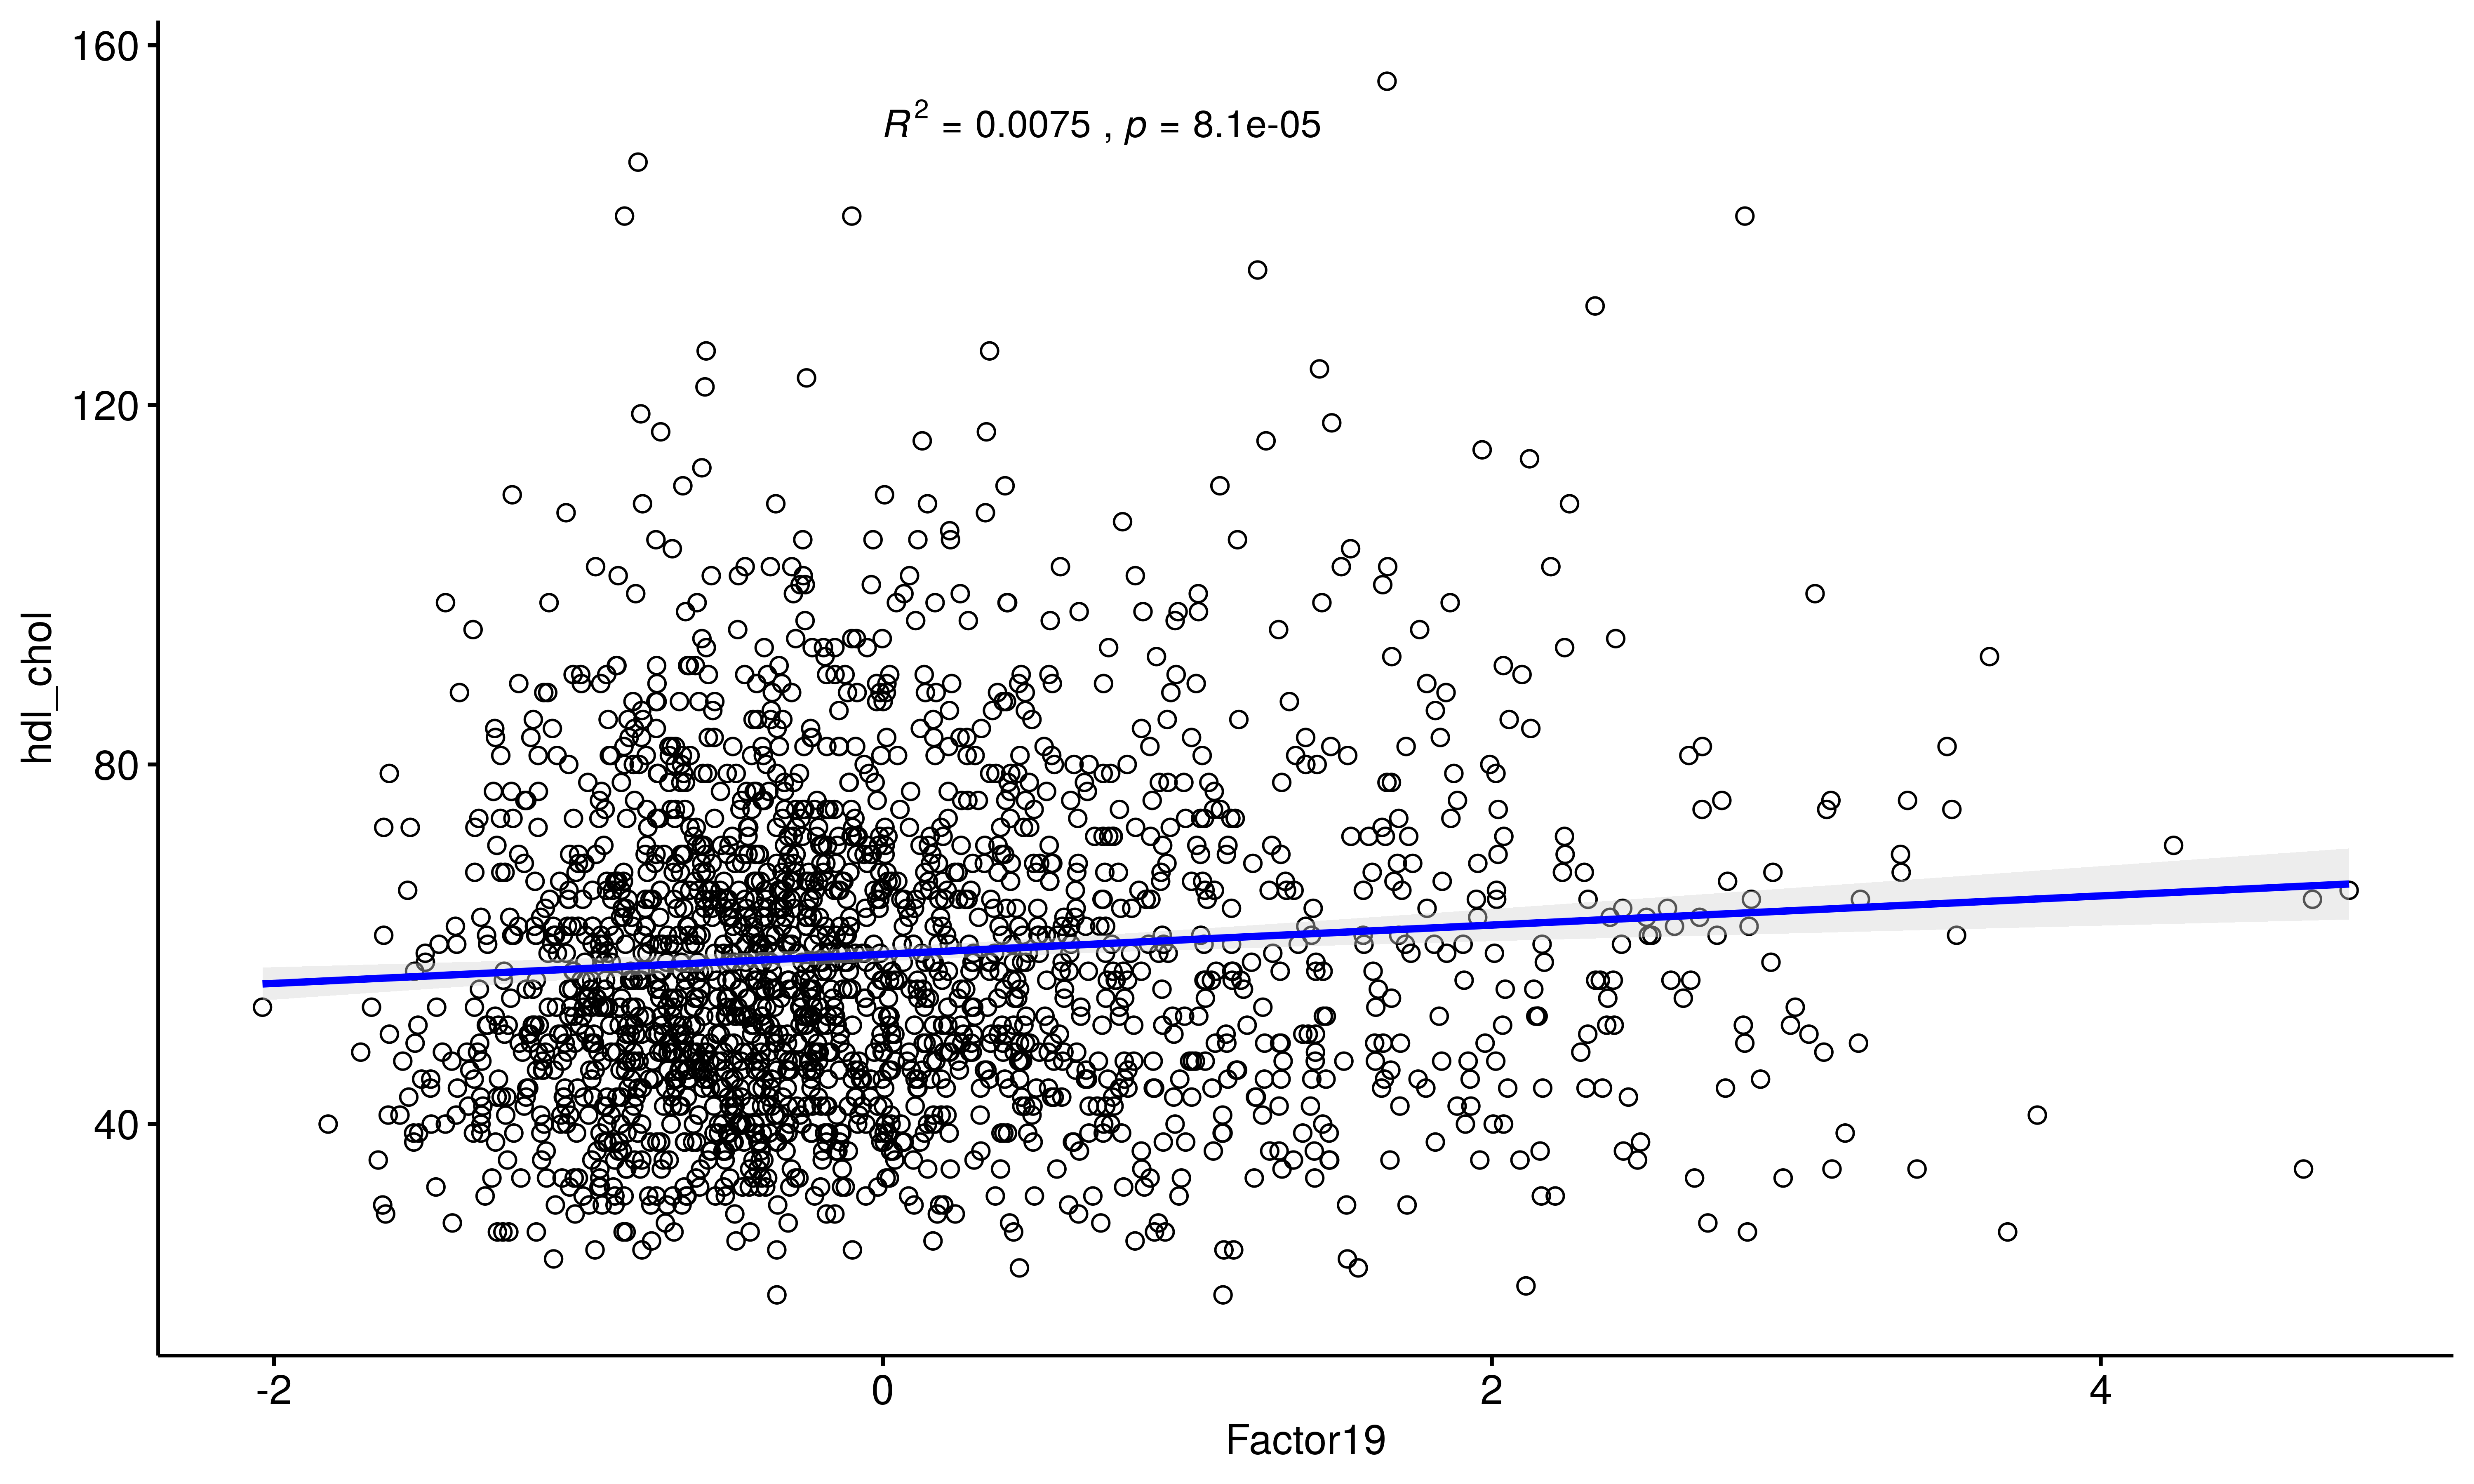 160
R2 = 0.0075 , p = 8.1e-05
120
hdl_chol
80
40
-2 0 2 4
Factor19